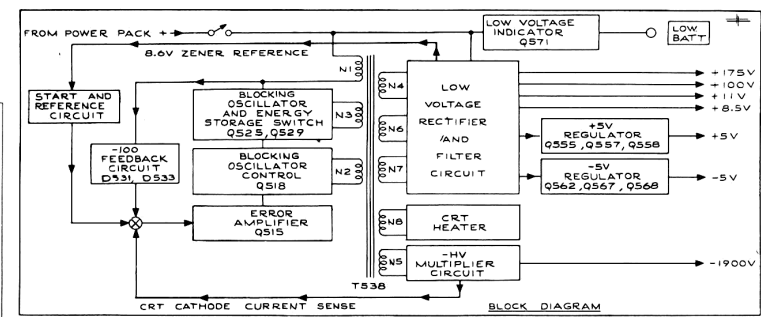 FROM POWER PACK +
LOW VOLTAGE
INDICATOR
Q571
LOW
BATT
8.6V ZENER REFERENCE
N1
START AND
REFERENCE
CIRCUIT
BLOCKING
OSCILLATOR
AND ENERGY
STORAGE SWITCH
Q525, Q529
N3
-100
FEEDBACK
CIRCUIT
D531, D533
BLOCKING
OSCILLATOR
CONTROL
Q518
N2
ERROR
AMPLIFIER
Q515
N4
N6
N7
LOW
VOLTAGE
RECTIFIER
/AND
FILTER
CIRCUIT
+175V
+100V
+11V
+8.5V
+5V
REGULATOR
Q555, Q557, Q558
+5V
-5V
REGULATOR
Q562, Q567, Q568
-5V
N8
CRT
HEATER
N5
-HV
MULTIPLIER
CIRCUIT
-1900V
T538
CRT CATHODE CURRENT SENSE
BLOCK DIAGRAM